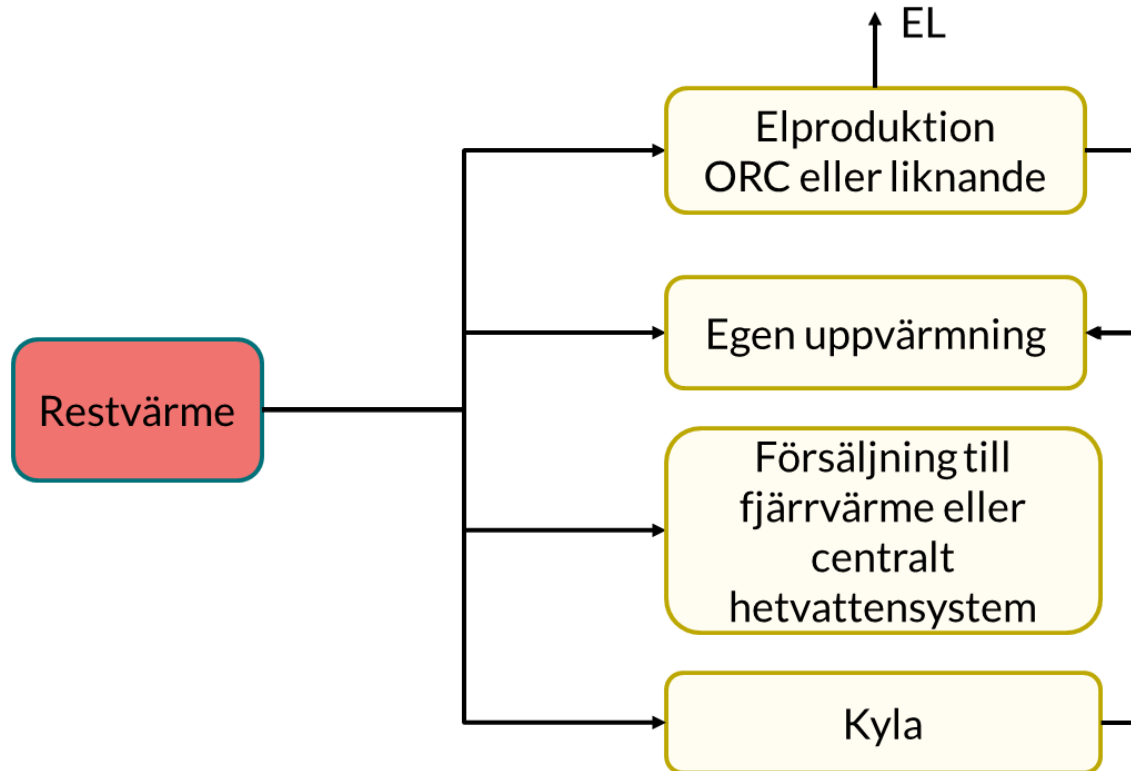 EL
Elproduktion
ORC eller liknande
Egen uppvärmning
Restvärme
Försäljning till
fjärrvärme eller
centralt
hetvattensystem
Kyla